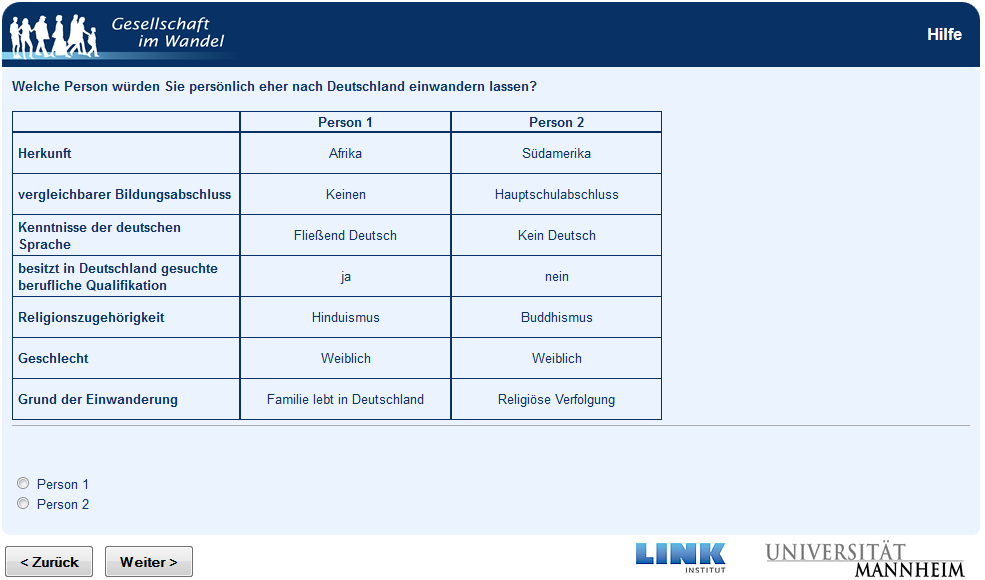 Gesellschaft
im Wandel
Hilfe
Welche Person würden Sie persönlich eher nach Deutschland einwandern lassen?
Person 1 Person 2
Herkunft Afrika Südamerika
vergleichbarer Bildungsabschluss Keinen Hauptschulabschluss
Kenntnisse der deutschen
Sprache Fließend Deutsch Kein Deutsch
besitzt in Deutschland gesuchte
berufliche Qualifikation ja nein
Religionszugehörigkeit Hinduismus Buddhismus
Geschlecht Weiblich Weiblich
Grund der Einwanderung Familie lebt in Deutschland Religiöse Verfolgung
Person 1
Person 2
< Zurück Weiter >
LINK
INSTITUT
UNIVERSITÄT
MANNHEIM